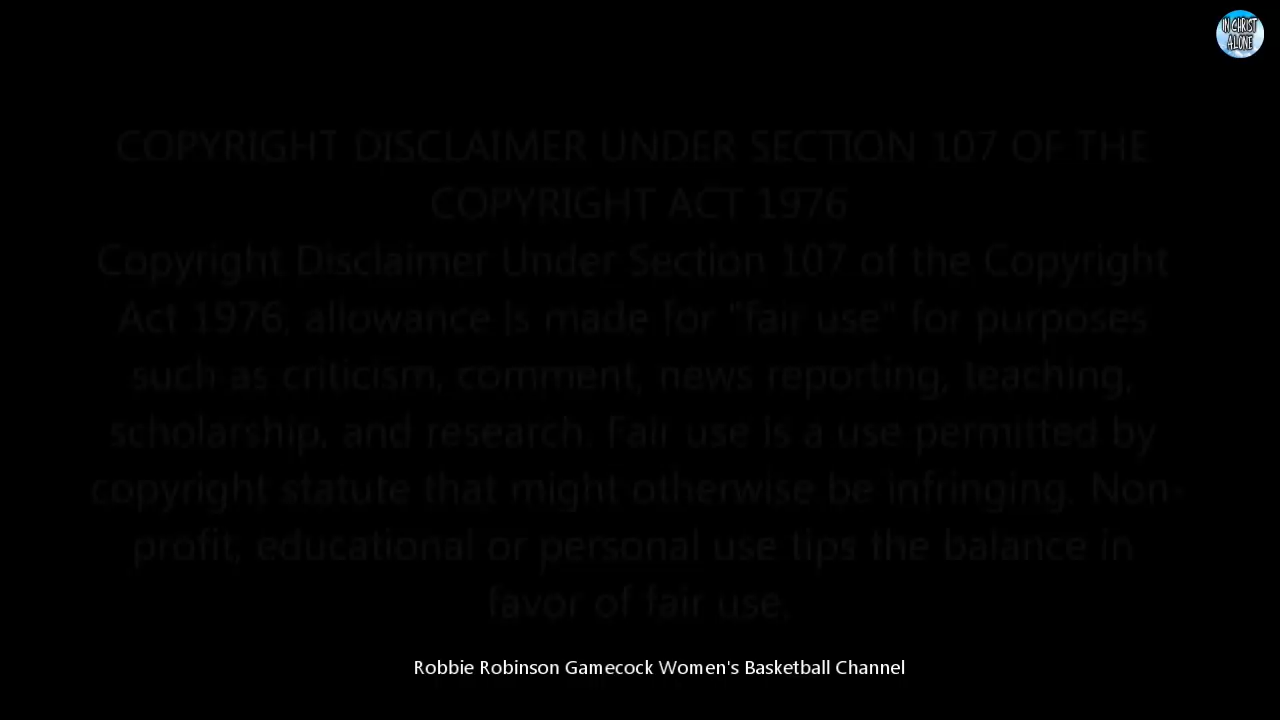 IN CHRIST
ALONE
COPYRIGHT DISCLAIMER UNDER SECTION 107 OF THE
COPYRIGHT ACT 1976
Copyright Disclaimer Under Section 107 of the Copyright
Act 1976, allowance is made for "fair use" for purposes
such as criticism, comment, news reporting, teaching,
scholarship, and research. Fair use is a use permitted by
copyright statute that might otherwise be infringing. Non-
profit, educational or personal use tips the balance in
favor of fair use.
Robbie Robinson Gamecock Women's Basketball Channel